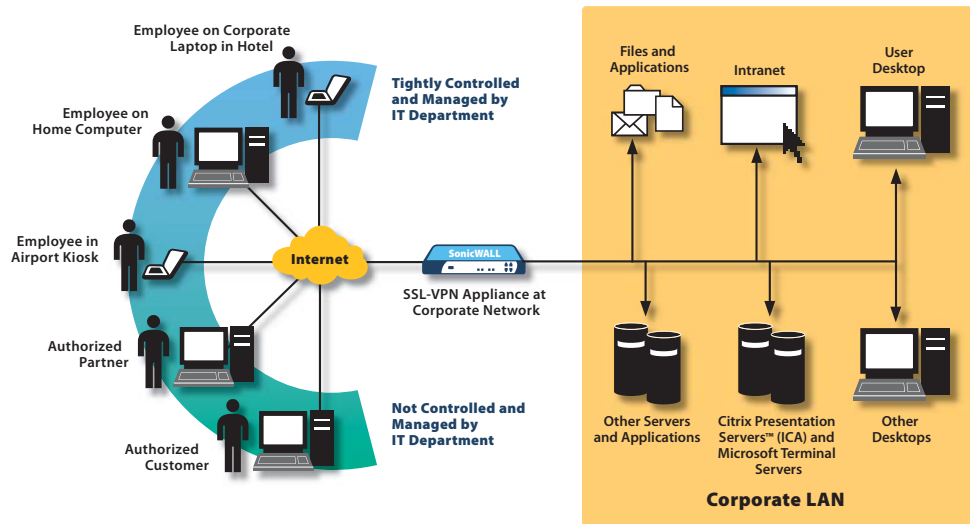 Employee on Corporate
Laptop in Hotel
Tightly Controlled
and Managed by
IT Department
Employee on
Home Computer
Employee in
Airport Kiosk
Internet
SonicWALL
SSL-VPN Appliance at
Corporate Network
Authorized
Partner
Not Controlled and
Managed by
IT Department
Authorized
Customer
Files and
Applications
Intranet
User
Desktop
Other Servers
and Applications
Citrix Presentation
Servers™ (ICA) and
Microsoft Terminal
Servers
Other
Desktops
Corporate LAN